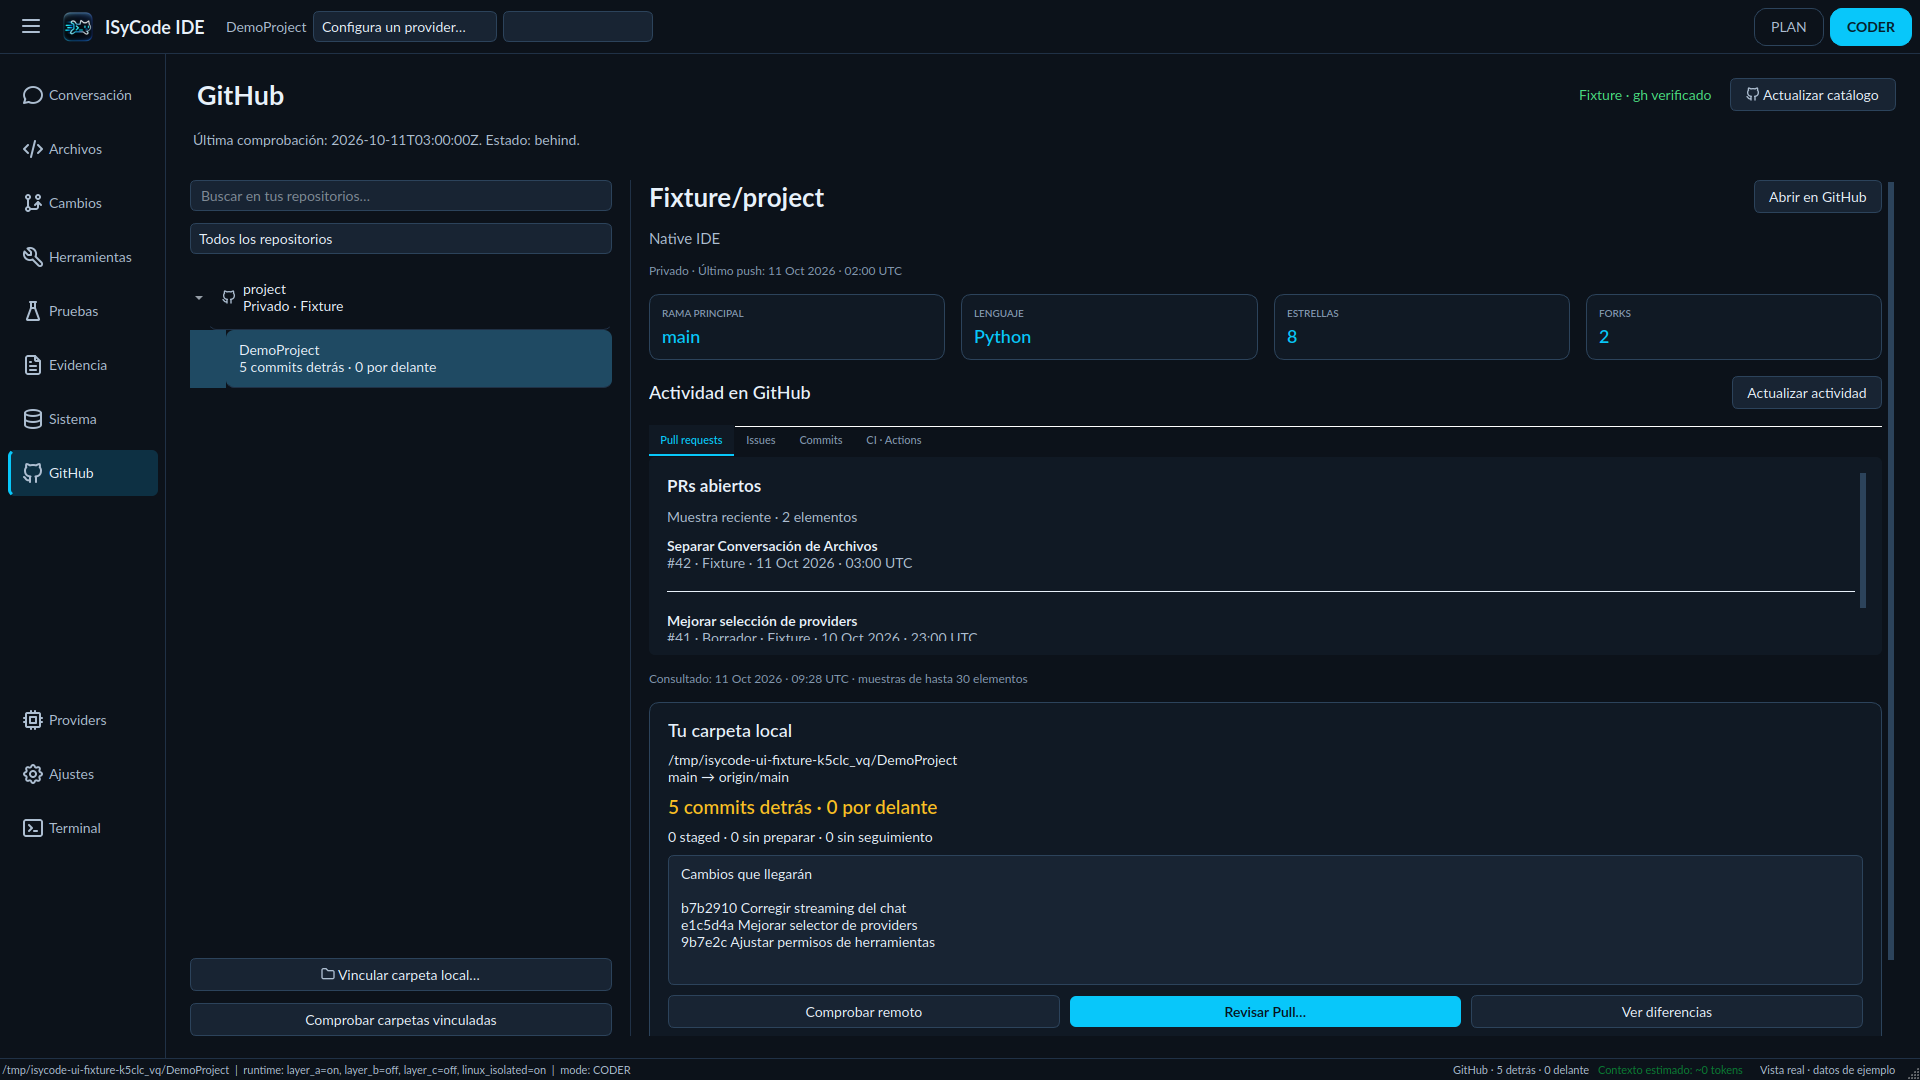 ISyCode IDE
DemoProject
Configura un provider...
PLAN
CODER
Conversación
Archivos
Cambios
Herramientas
Pruebas
Evidencia
Sistema
GitHub
Providers
Ajustes
Terminal
GitHub
Fixture · gh verificado
Actualizar catálogo
Última comprobación: 2026-10-11T03:00:00Z. Estado: behind.
Buscar en tus repositorios...
Todos los repositorios
project
Privado · Fixture
DemoProject
5 commits detrás · 0 por delante
Vincular carpeta local...
Comprobar carpetas vinculadas
Fixture/project
Abrir en GitHub
Native IDE
Privado · Último push: 11 Oct 2026 · 02:00 UTC
RAMA PRINCIPAL
main
LENGUAJE
Python
ESTRELLAS
8
FORKS
2
Actividad en GitHub
Actualizar actividad
Pull requests
Issues
Commits
CI · Actions
PRs abiertos
Muestra reciente · 2 elementos
Separar Conversación de Archivos
#42 · Fixture · 11 Oct 2026 · 03:00 UTC
Mejorar selección de providers
#41 · Borrador · Fixture · 10 Oct 2026 · 23:00 UTC
Consultado: 11 Oct 2026 · 09:28 UTC · muestras de hasta 30 elementos
Tu carpeta local
/tmp/isycode-ui-fixture-k5clc_vq/DemoProject
main → origin/main
5 commits detrás · 0 por delante
0 staged · 0 sin preparar · 0 sin seguimiento
Cambios que llegarán
b7b2910 Corregir streaming del chat
e1c5d4a Mejorar selector de providers
9b7e2c Ajustar permisos de herramientas
Comprobar remoto
Revisar Pull...
Ver diferencias
/tmp/isycode-ui-fixture-k5clc_vq/DemoProject | runtime: layer_a=on, layer_b=off, layer_c=off, linux_isolated=on | mode: CODER
GitHub · 5 detrás · 0 delante
Contexto estimado: ~0 tokens
Vista real · datos de ejemplo